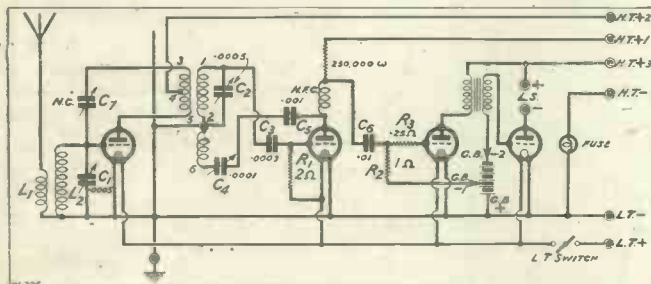 H.T.+2
H.T.+1
H.T.+3
H.T.-
250,000 ω
3
1
.0005
N.C.
C7
4
C2
5
2
H.F.C.
.001
C5
C3
.0003
6
C4
.0001
R1
2Ω
C6
.01
R3
.25Ω
R2
1Ω
G.B.
-1
G.B.
-2
G.B.
+
+
L.S.
-
FUSE
L1
L2
C1
.0005
L.T.-
L.T.+
L.T SWITCH